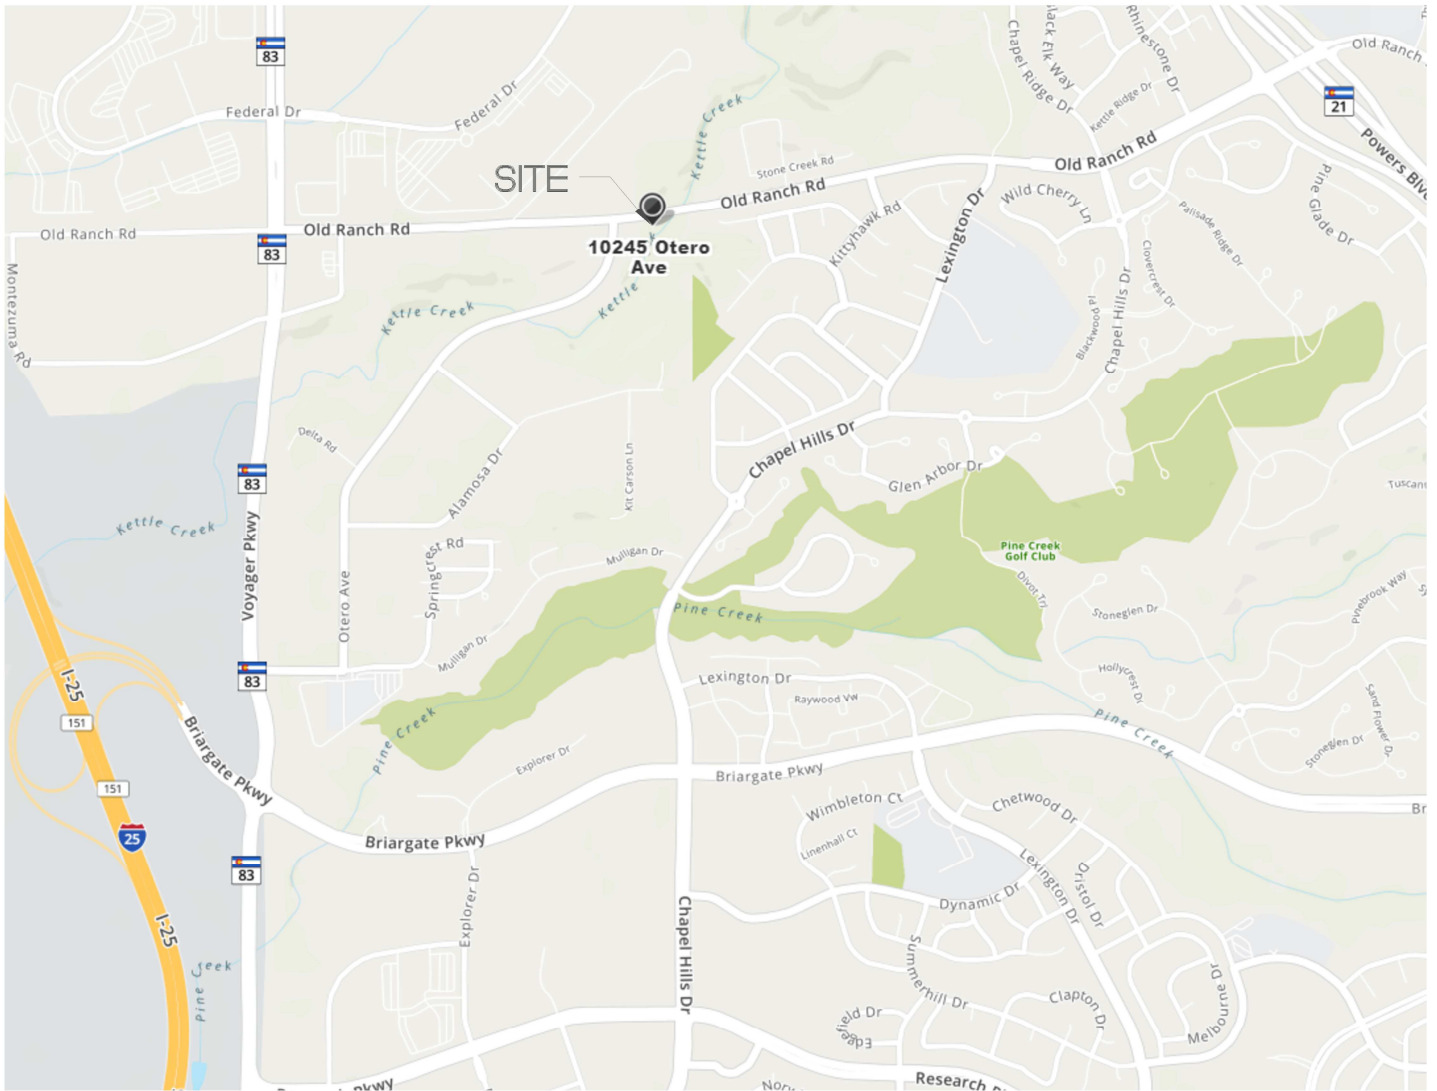 83
Federal Dr
Federal Dr
Kettle Creek
Chapel Ridge Dr
Rhinestone Dr
Kettle Ridge Dr
Old Ranch
21
Powers Blv
SITE
Stone Creek Rd
Old Ranch Rd
Old Ranch Rd
Old Ranch Rd
Old Ranch Rd
83
10245 Otero
Ave
Kettle
Kittyhawk Rd
Lexington Dr
Wild Cherry Ln
Palisade Ridge Dr
Pine Glade Dr
Clovercrest Dr
Blackwood Pl
Chapel Hills Dr
Montezuma Rd
Kettle Creek
Delta Rd
Alamosa Dr
Kit Carson Ln
Chapel Hills Dr
Glen Arbor Dr
83
Kettle Creek
Voyager Pkwy
Springcrest Rd
Mulligan Dr
Pine Creek
Golf Club
Divot Trl
Stoneglen Dr
Pinebrook Way
Otero Ave
Mulligan Dr
Pine Creek
83
I-25
151
Briargate Pkwy
Pine Creek
Explorer Dr
Lexington Dr
Raywood Vw
Hollycrest Dr
Pine Creek
Sand Flower Dr
Stoneglen Dr
Briargate Pkwy
151
25
Briargate Pkwy
83
Wimbleton Ct
Linenhall Ct
Chetwood Dr
Br
Explorer Dr
Chapel Hills Dr
Dynamic Dr
Lexington Dr
Bristol Dr
I-25
Pine Creek
Summerhill Dr
Clapton Dr
Melbourne Dr
Edgefield Dr
Pkwy
Research P